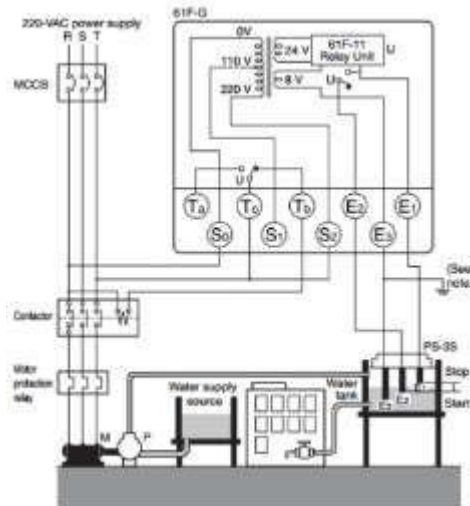 220-VAC power supply
R S T
MCCB
61F-G
0V
110 V
220 V
24 V
8 V
61F-11
Relay Unit
U
U
U
Ta
Tc
Tb
E2
E1
S0
S1
S2
E3
(See
note)
Contactor
Motor
protection
relay
M
P
Water supply
source
Water
tank
PS-3S
Stop
Start
E3
E2